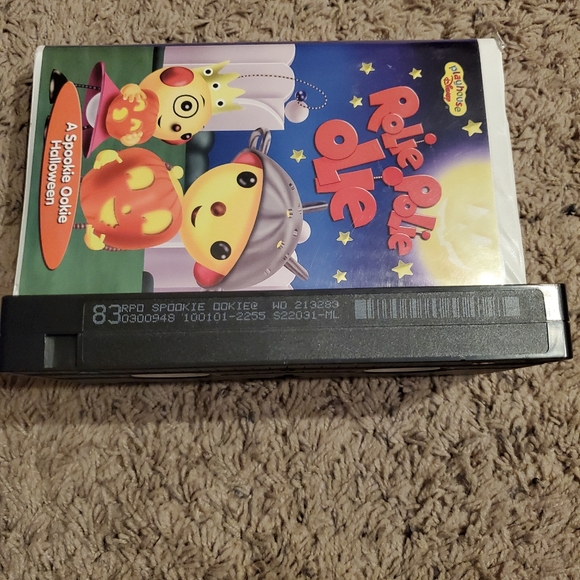 Playhouse
Disney
Rolie Polie
Olie
A Spookie Ookie
Halloween
83
RPO SPOOKIE OOKIE@ WD 213283
0300948 100101-2255 S22031-ML